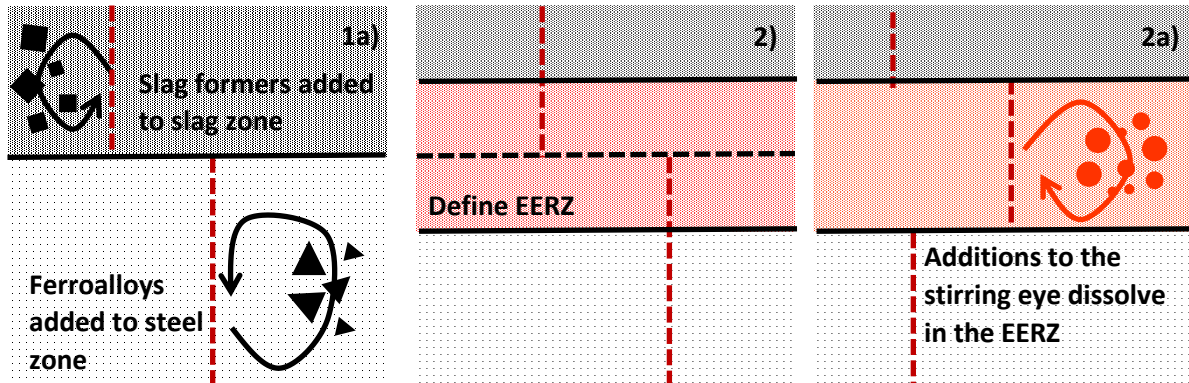 1a)
Slag formers added
to slag zone
Ferroalloys
added to steel
zone
2)
Define EERZ
2a)
Additions to the
stirring eye dissolve
in the EERZ